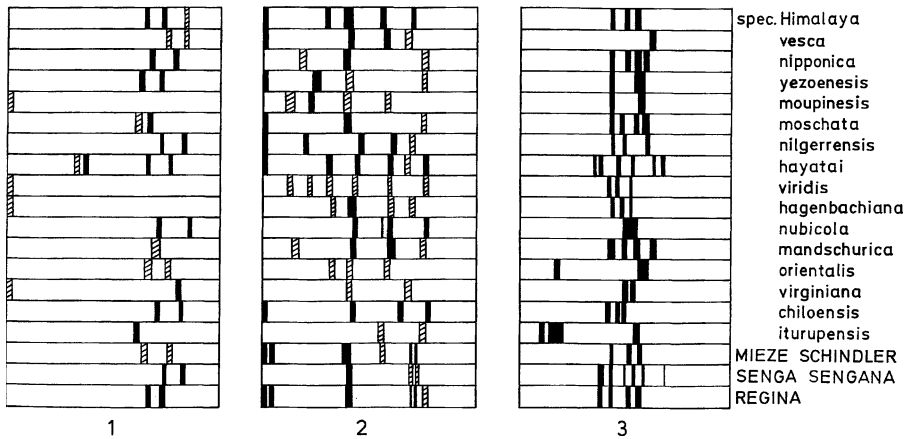 spec. Himalaya
vesca
nipponica
yezoenesis
moupinesis
moschata
nilgerrensis
hayatai
viridis
hagenbachiana
nubicola
mandschurica
orientalis
virginiana
chiloensis
iturupensis
MIEZE SCHINDLER
SENGA SENGANA
REGINA
1 2 3